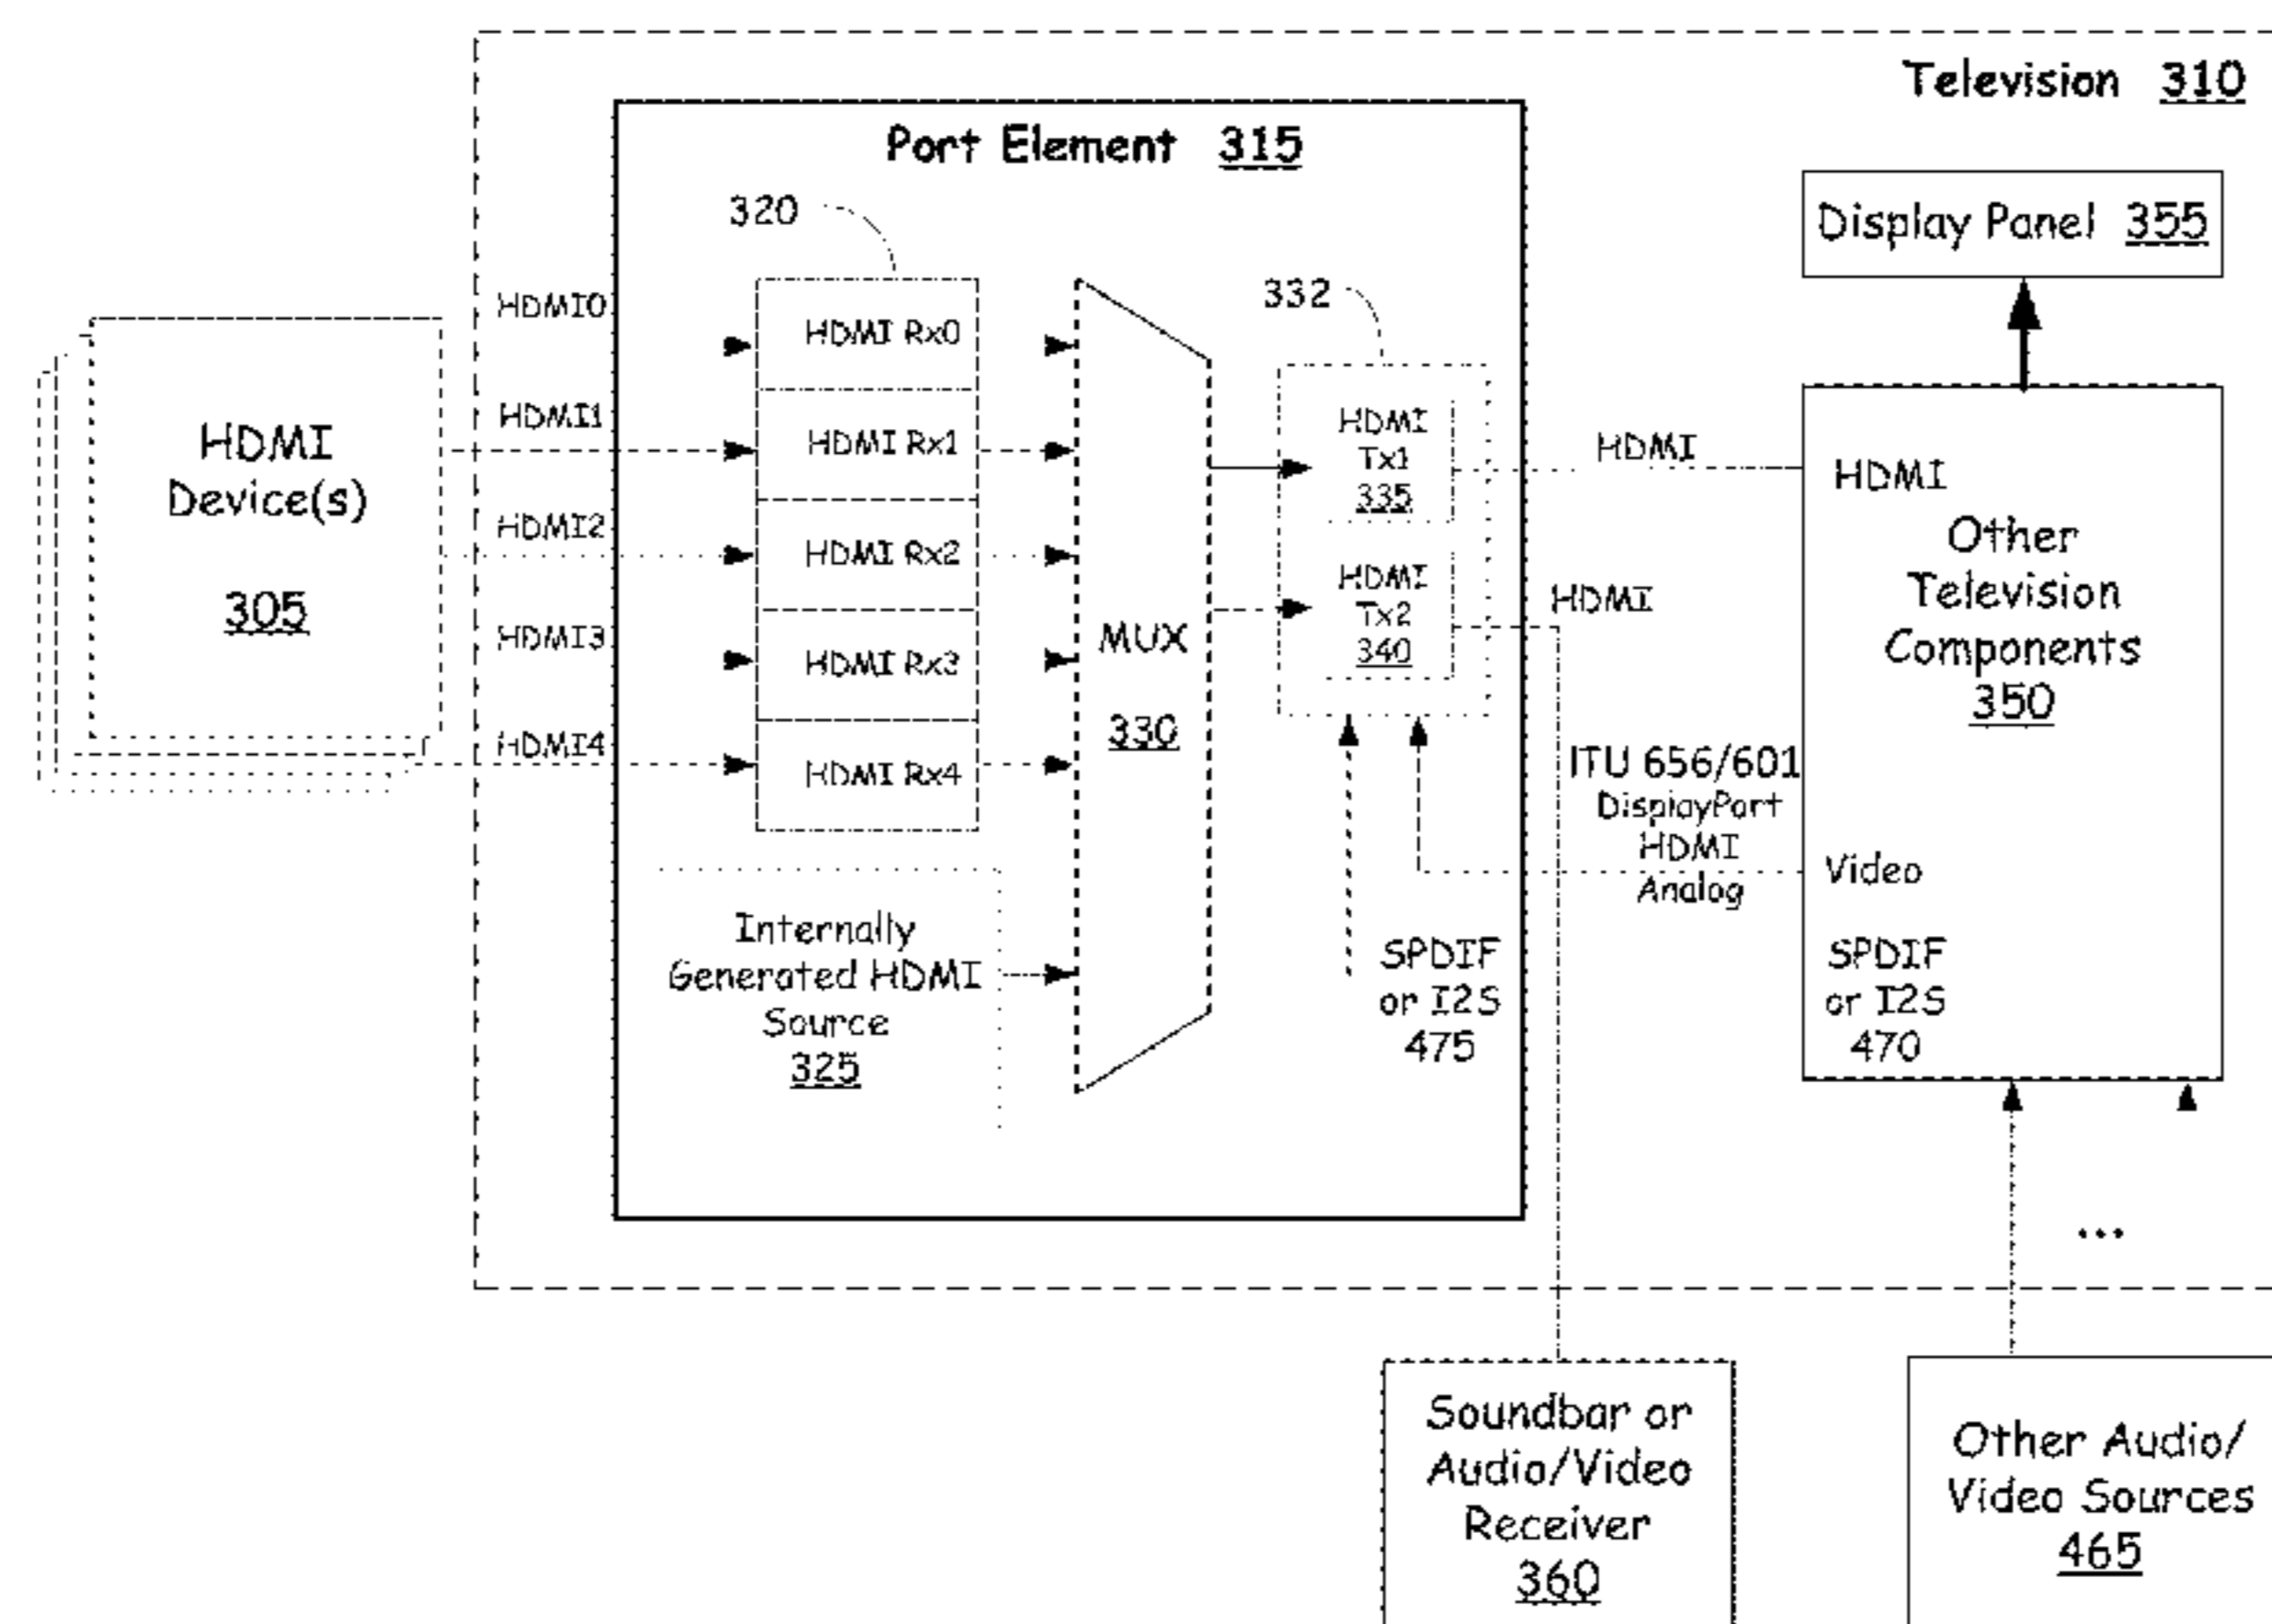 Television 310
Port Element 315
320
Display Panel 355
332
HDMI0
HDMI1
HDMI2
HDMI3
HDMI4
HDMI
Device(s)
305
HDMI Rx0
HDMI Rx1
HDMI Rx2
HDMI Rx3
HDMI Rx4
MUX
330
HDMI
Tx1
335
HDMI
Tx2
340
HDMI
HDMI
HDMI
Other
Television
Components
350
ITU 656/601
DisplayPort
HDMI
Analog
Video
SPDIF
or I2S
470
Internally
Generated HDMI
Source
325
SPDIF
or I2S
475
...
Soundbar or
Audio/Video
Receiver
360
Other Audio/
Video Sources
465